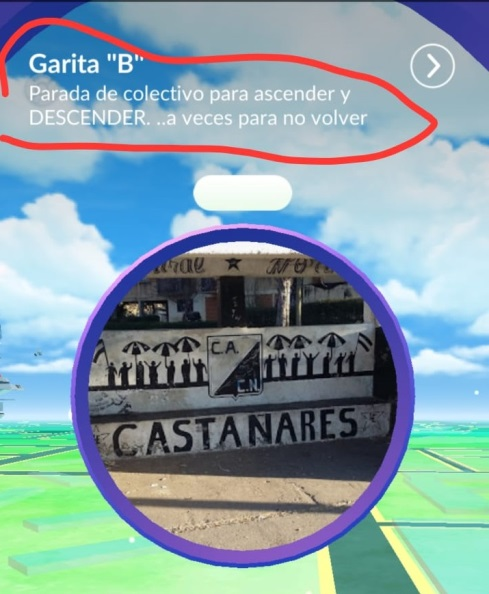 Garita "B"
Parada de colectivo para ascender y
DESCENDER. ..a veces para no volver
C.A.
C.N
CASTAÑARES